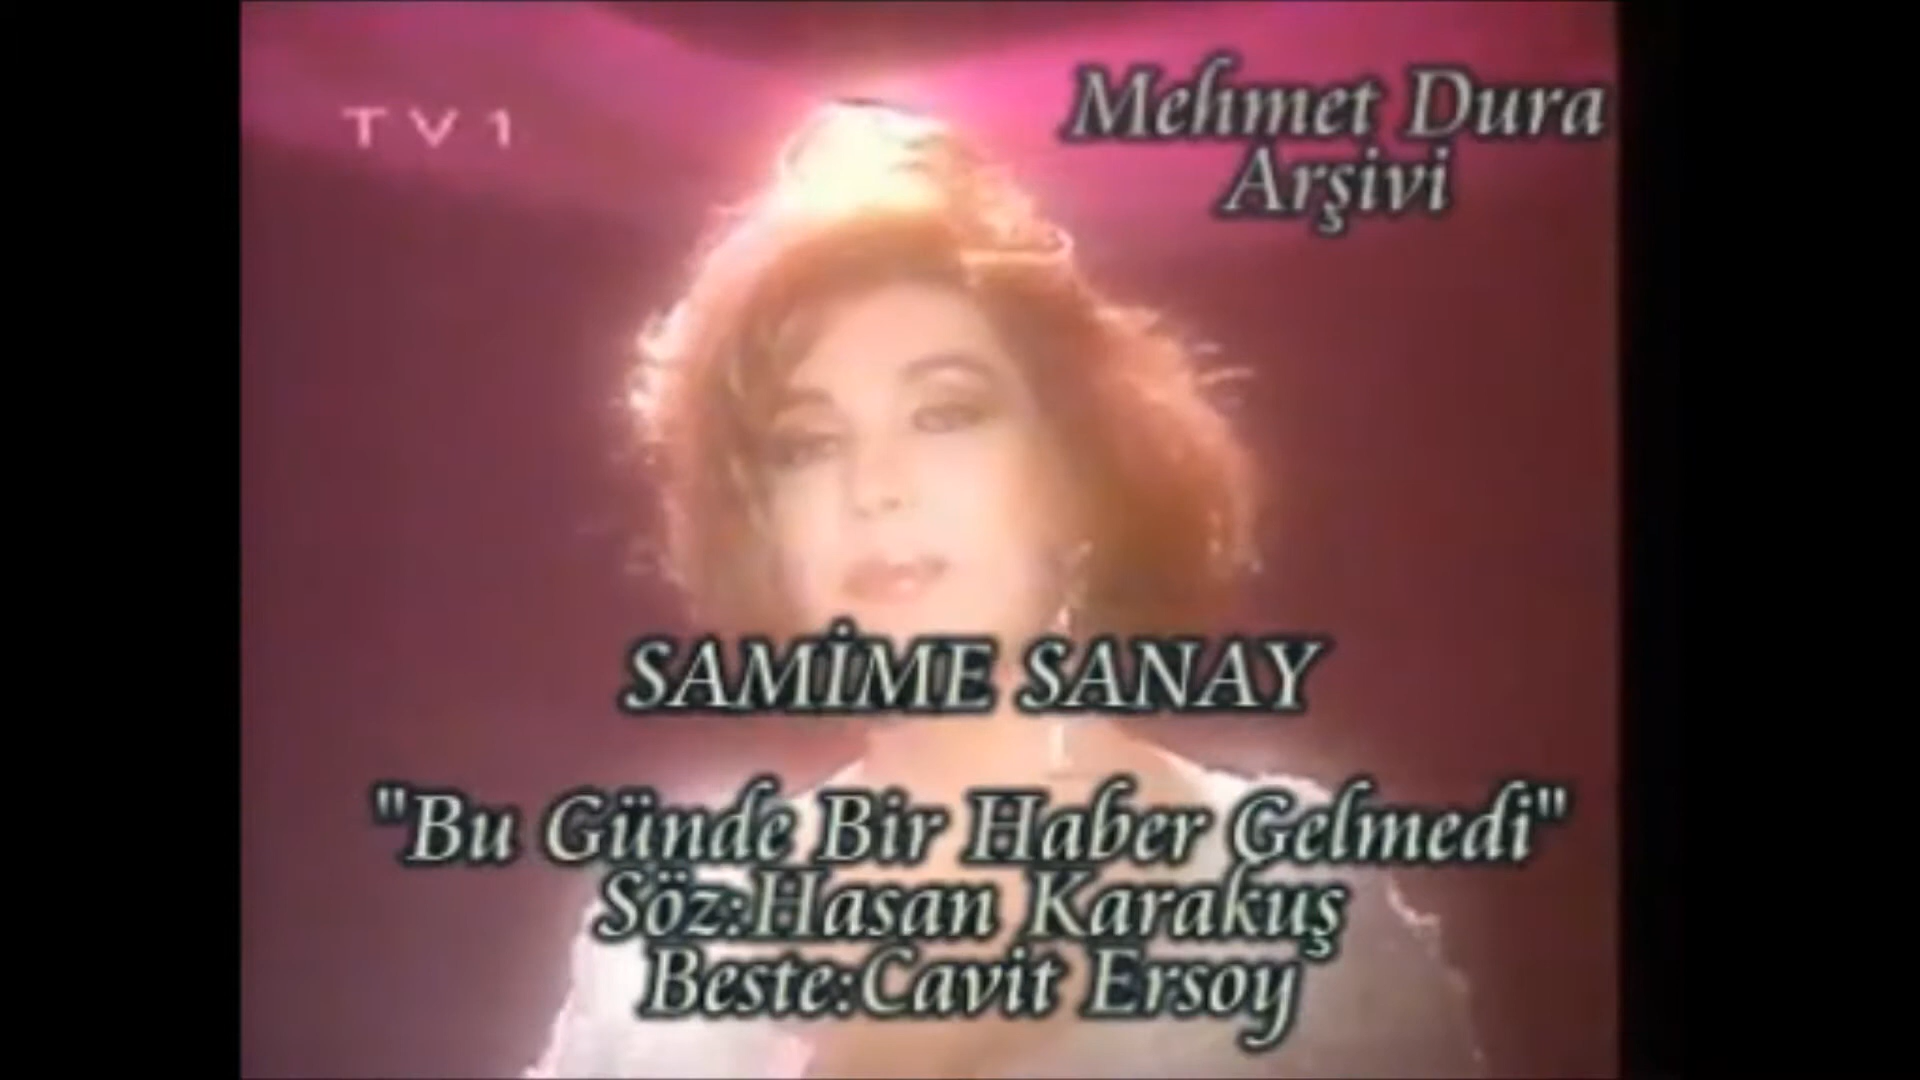 TV1
Mehmet Dura
Arşivi
SAMİME SANAY
"Bu Günde Bir Haber Gelmedi"
Söz:Hasan Karakuş
Beste:Cavit Ersoy